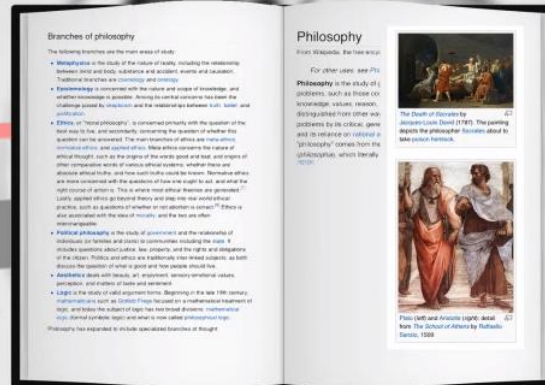 Branches of philosophy
The following branches are the main areas of study:
Metaphysics is the study of the nature of reality, including the relationship
between mind and body, substance and accident, events and causation.
Traditional branches are cosmology and ontology.
Epistemology is concerned with the nature and scope of knowledge, and
whether knowledge is possible. Among its central concerns has been the
challenge posed by skepticism and the relationships between truth, belief, and
justification.
Ethics, or "moral philosophy", is concerned primarily with the question of the
best way to live, and secondarily, concerning the question of whether this
question can be answered. The main branches of ethics are meta-ethics,
normative ethics, and applied ethics. Meta-ethics concerns the nature of
ethical thought, such as the origins of the words good and bad, and origins of
other comparative words of various ethical systems, whether there are
absolute ethical truths, and how such truths could be known. Normative ethics
are more concerned with the questions of how one ought to act, and what the
right course of action is. This is where most ethical theories are generated.
Lastly, applied ethics go beyond theory and step into real world ethical
practice, such as questions of whether or not abortion is correct. Ethics is
also associated with the idea of morality, and the two are often
interchangeable.
Political philosophy is the study of government and the relationship of
individuals (or families and clans) to communities including the state. It
includes questions about justice, law, property, and the rights and obligations
of the citizen. Politics and ethics are traditionally inter-linked subjects, as both
discuss the question of what is good and how people should live.
Aesthetics deals with beauty, art, enjoyment, sensory-emotional values,
perception, and matters of taste and sentiment.
Logic is the study of valid argument forms. Beginning in the late 19th century,
mathematicians such as Gottlob Frege focused on a mathematical treatment of
logic, and today the subject of logic has two broad divisions: mathematical
logic (formal symbolic logic) and what is now called philosophical logic.
Philosophy has expanded to include specialized branches of thought
Philosophy
From Wikipedia, the free encyc
For other uses, see Phi
Philosophy is the study of g
problems, such as those con
knowledge, values, reason,
distinguished from other way
problems by its critical, gene
and its reliance on rational a
"philosophy" comes from the
(philosophia), which literally
The Death of Socrates by
Jacques-Louis David (1787). The painting
depicts the philosopher Socrates about to
take poison hemlock.
Plato (left) and Aristotle (right): detail
from The School of Athens by Raffaello
Sanzio, 1509